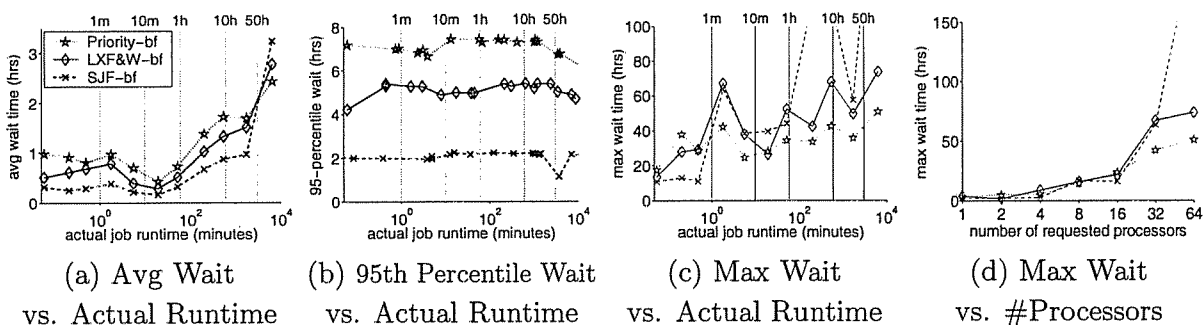 1m 10m 1h 10h 50h
3
2
1
0
avg wait time (hrs)
Priority-bf
LXF&W-bf
SJF-bf
10^0 10^2 10^4
actual job runtime (minutes)
(a) Avg Wait
vs. Actual Runtime
1m 10m 1h 10h 50h
8
6
4
2
0
95-percentile wait (hrs)
10^0 10^2 10^4
actual job runtime (minutes)
(b) 95th Percentile Wait
vs. Actual Runtime
1m 10m 1h 10h 50h
100
80
60
40
20
0
max wait time (hrs)
10^0 10^2 10^4
actual job runtime (minutes)
(c) Max Wait
vs. Actual Runtime
150
100
50
0
max wait time (hrs)
1 2 4 8 16 32 64
number of requested processors
(d) Max Wait
vs. #Processors